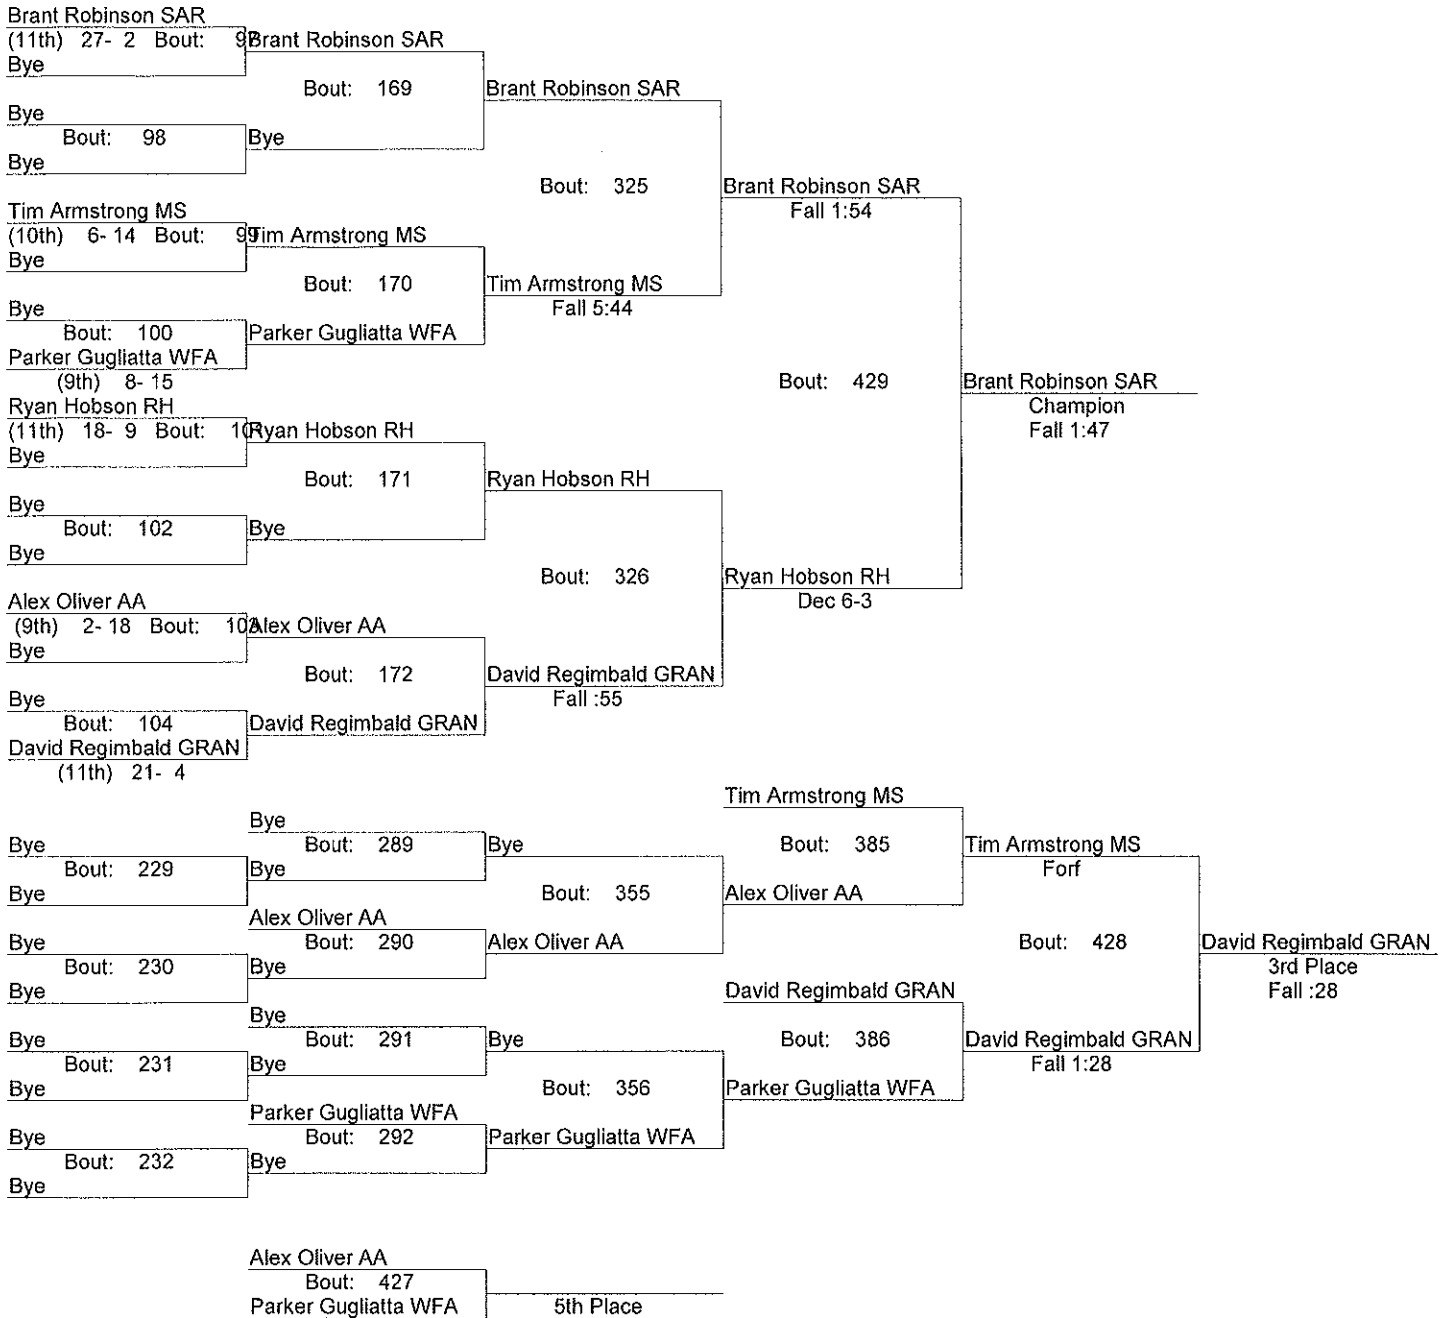 Brant Robinson SAR
(11th) 27- 2 Bout: 97
Brant Robinson SAR
Bye
Bout: 169
Brant Robinson SAR
Bye
Bout: 98
Bye
Bye
Bout: 325
Brant Robinson SAR
Fall 1:54
Tim Armstrong MS
(10th) 6- 14 Bout: 99
Tim Armstrong MS
Bye
Bout: 170
Tim Armstrong MS
Fall 5:44
Bye
Bout: 100
Parker Gugliatta WFA
Parker Gugliatta WFA
(9th) 8- 15
Bout: 429
Brant Robinson SAR
Champion
Fall 1:47
Ryan Hobson RH
(11th) 18- 9 Bout: 101
Ryan Hobson RH
Bye
Bout: 171
Ryan Hobson RH
Bye
Bout: 102
Bye
Bye
Bout: 326
Ryan Hobson RH
Dec 6-3
Alex Oliver AA
(9th) 2- 18 Bout: 103
Alex Oliver AA
Bye
Bout: 172
David Regimbald GRAN
Fall :55
Bye
Bout: 104
David Regimbald GRAN
David Regimbald GRAN
(11th) 21- 4
Tim Armstrong MS
Bye
Bye
Bout: 289
Bye
Bout: 385
Tim Armstrong MS
Forf
Bout: 229
Bye
Bye
Bout: 355
Alex Oliver AA
Alex Oliver AA
Bye
Bout: 290
Alex Oliver AA
Bout: 428
David Regimbald GRAN
3rd Place
Fall :28
Bout: 230
Bye
Bye
David Regimbald GRAN
Bye
Bye
Bout: 291
Bye
Bout: 386
David Regimbald GRAN
Fall 1:28
Bout: 231
Bye
Bye
Bout: 356
Parker Gugliatta WFA
Parker Gugliatta WFA
Bye
Bout: 292
Parker Gugliatta WFA
Bout: 232
Bye
Bye
Alex Oliver AA
Bout: 427
Parker Gugliatta WFA
5th Place